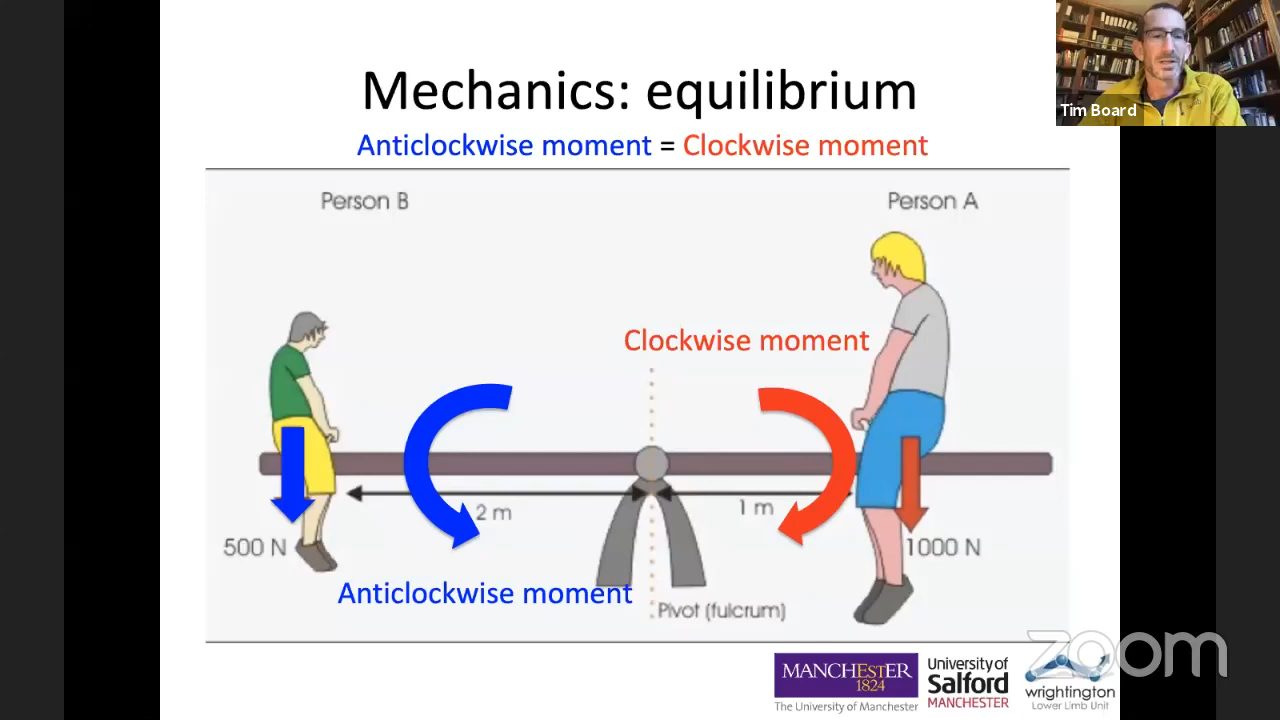 Mechanics: equilibrium
Tim Board
Anticlockwise moment = Clockwise moment
Person B
Person A
Clockwise moment
2 m
1 m
500 N
1000 N
Anticlockwise moment
Pivot (fulcrum)
zoom
MANCHESTER
1824
The University of Manchester
University of
Salford
MANCHESTER
wrightington
Lower Limb Unit